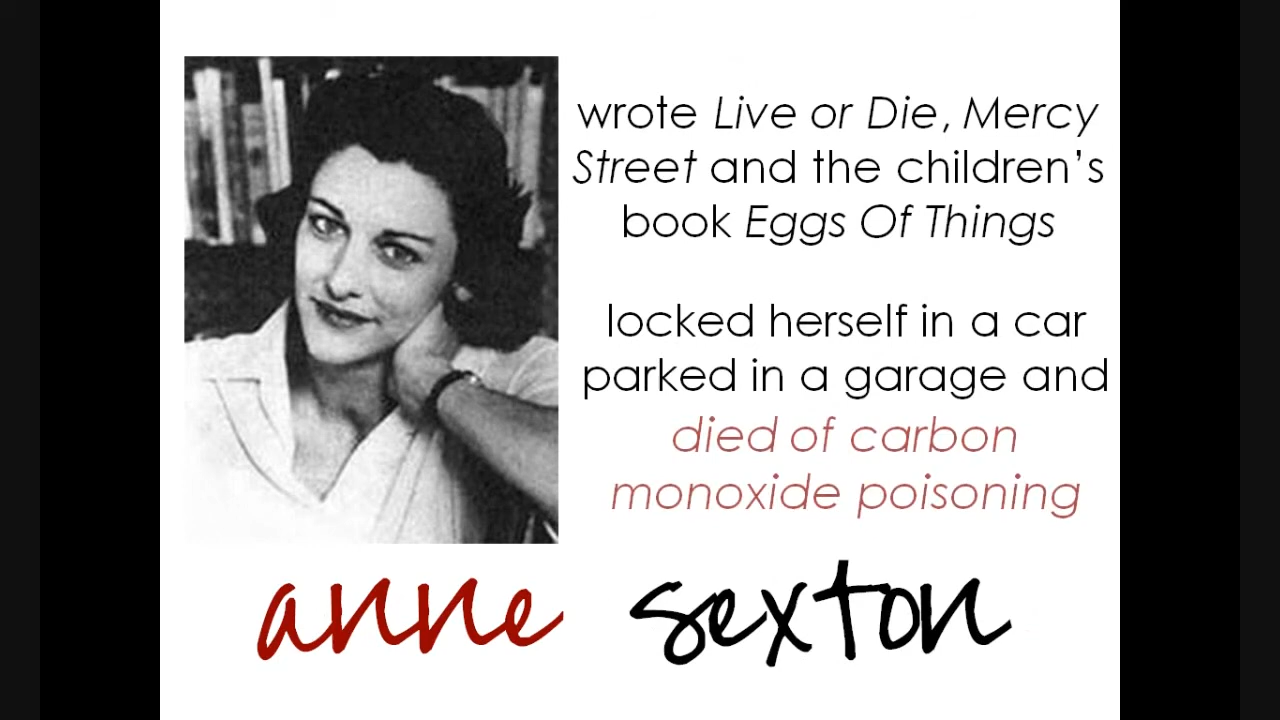 wrote Live or Die, Mercy
Street and the children’s
book Eggs Of Things
locked herself in a car
parked in a garage and
died of carbon
monoxide poisoning
anne sexton